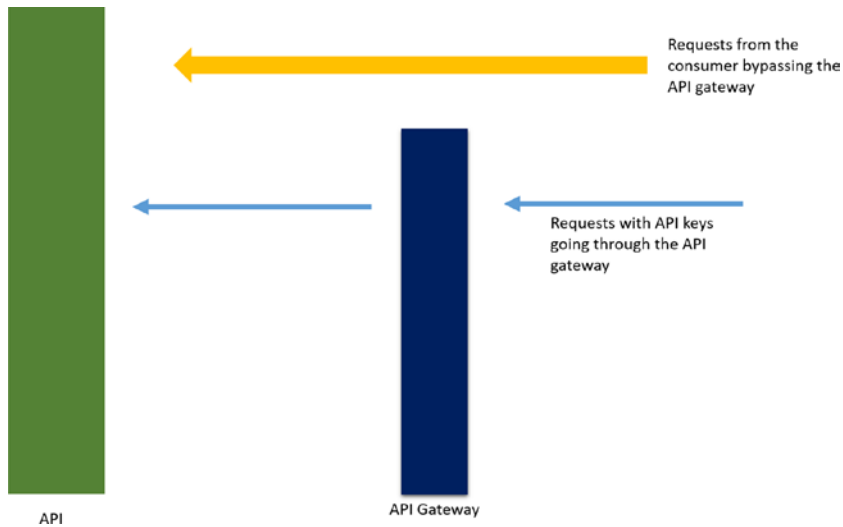 Requests from the
consumer bypassing the
API gateway
Requests with API keys
going through the API
gateway
API
API Gateway